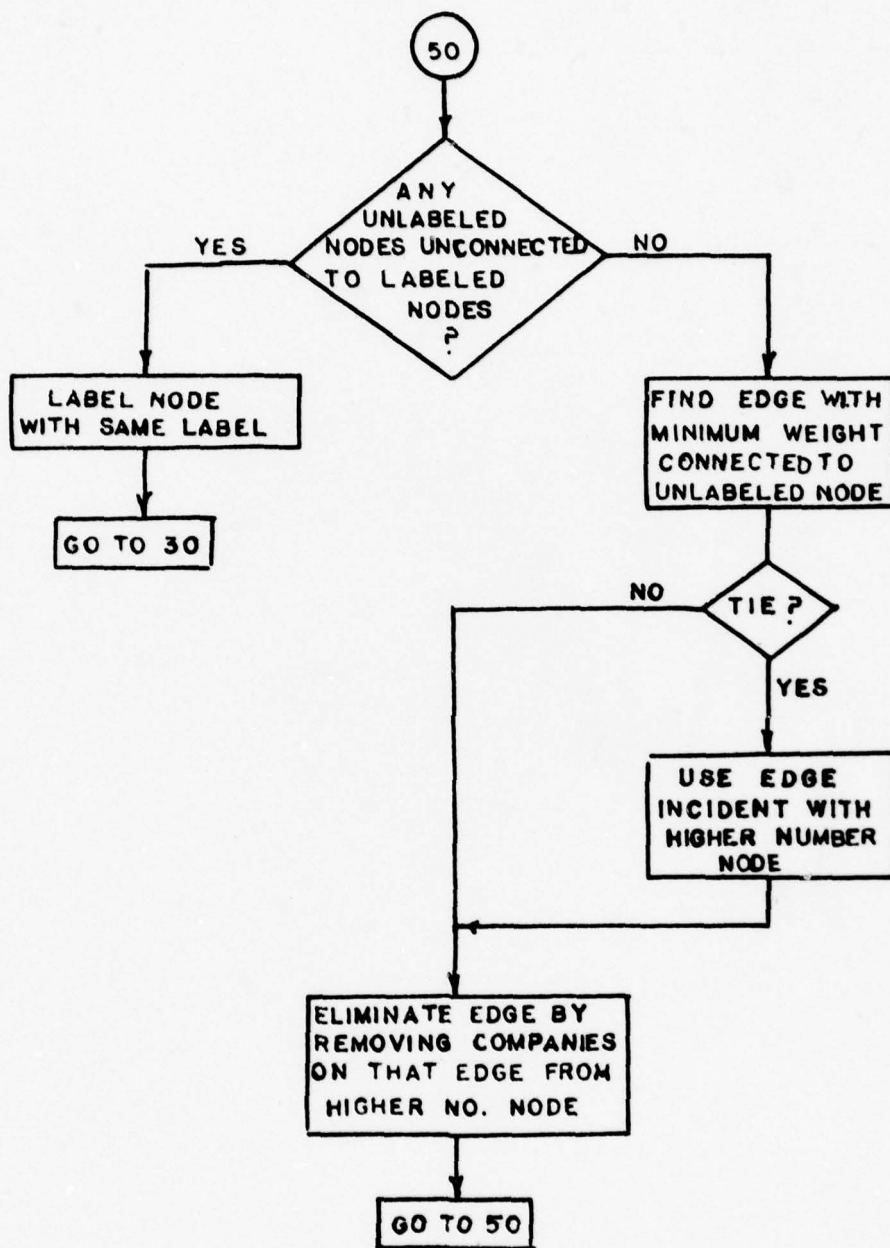 50
ANY
UNLABELED
NODES UNCONNECTED
TO LABELED
NODES
?
YES
NO
LABEL NODE
WITH SAME LABEL
GO TO 30
FIND EDGE WITH
MINIMUM WEIGHT
CONNECTED TO
UNLABELED NODE
TIE?
NO
YES
USE EDGE
INCIDENT WITH
HIGHER NUMBER
NODE
ELIMINATE EDGE BY
REMOVING COMPANIES
ON THAT EDGE FROM
HIGHER NO. NODE
GO TO 50